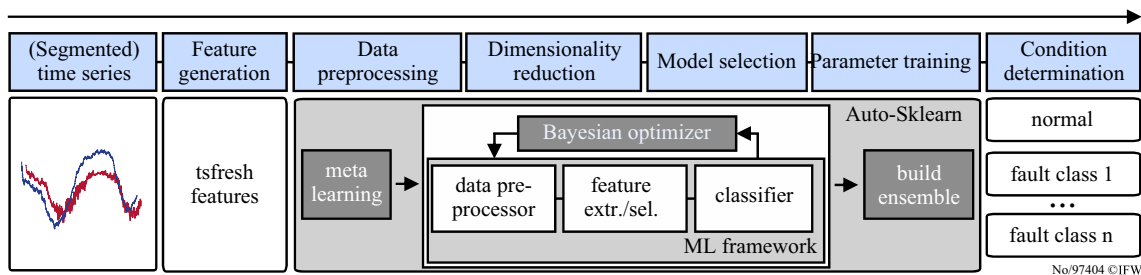 (Segmented)
time series
Feature
generation
Data
preprocessing
Dimensionality
reduction
Model selection
Parameter training
Condition
determination
tsfresh
features
Auto-Sklearn
meta
learning
Bayesian optimizer
data pre-
processor
feature
extr./sel.
classifier
ML framework
build
ensemble
normal
fault class 1
...
fault class n
No/97404 ©IFW